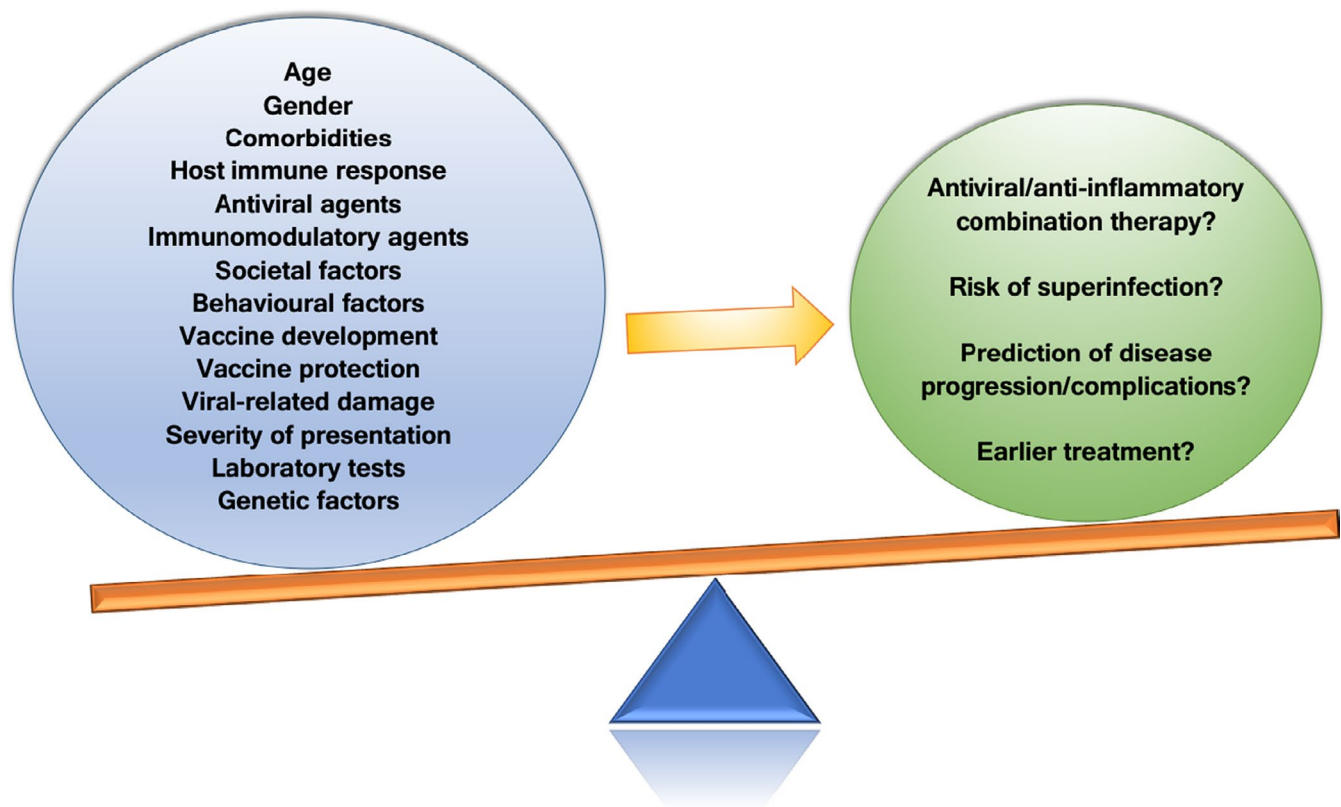 Age
Gender
Comorbidities
Host immune response
Antiviral agents
Immunomodulatory agents
Societal factors
Behavioural factors
Vaccine development
Vaccine protection
Viral-related damage
Severity of presentation
Laboratory tests
Genetic factors
Antiviral/anti-inflammatory
combination therapy?
Risk of superinfection?
Prediction of disease
progression/complications?
Earlier treatment?